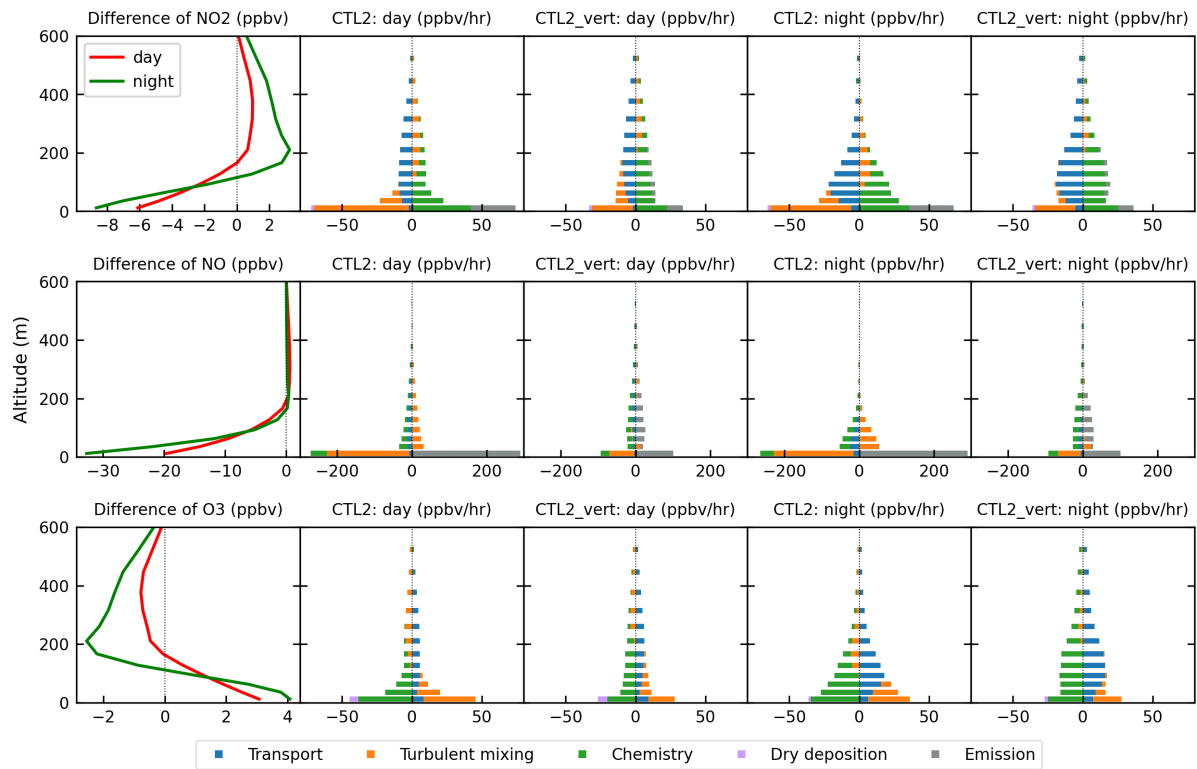 Difference of NO2 (ppbv) CTL2: day (ppbv/hr) CTL2_vert: day (ppbv/hr) CTL2: night (ppbv/hr) CTL2_vert: night (ppbv/hr)
600
day
night
400
200
0
−8 −6 −4 −2 0 2 −50 0 50 −50 0 50 −50 0 50 −50 0 50
Difference of NO (ppbv) CTL2: day (ppbv/hr) CTL2_vert: day (ppbv/hr) CTL2: night (ppbv/hr) CTL2_vert: night (ppbv/hr)
Altitude (m)
600
400
200
0
−30 −20 −10 0 −200 0 200 −200 0 200 −200 0 200 −200 0 200
Difference of O3 (ppbv) CTL2: day (ppbv/hr) CTL2_vert: day (ppbv/hr) CTL2: night (ppbv/hr) CTL2_vert: night (ppbv/hr)
600
400
200
0
−2 0 2 4 −50 0 50 −50 0 50 −50 0 50 −50 0 50
Transport Turbulent mixing Chemistry Dry deposition Emission